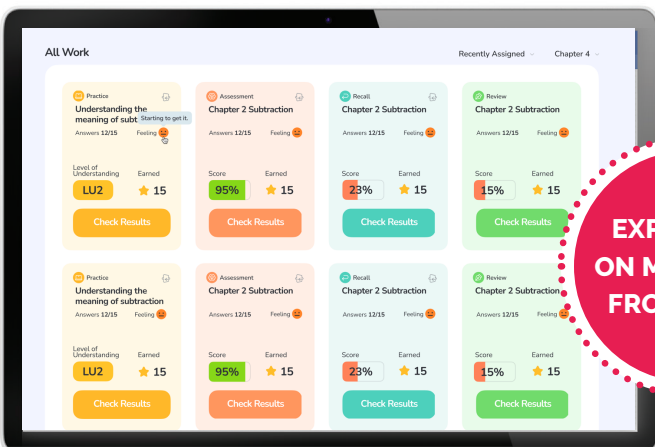 All Work
Recently Assigned
Chapter 4
Practice
Understanding the
meaning of subt
Starting to get it.
Answers 12/15 Feeling
Level of
Understanding
Earned
LU2
15
Check Results
Assessment
Chapter 2 Subtraction
Answers 12/15 Feeling
Score
Earned
95%
15
Check Results
Recall
Chapter 2 Subtraction
Answers 12/15 Feeling
Score
Earned
23%
15
Check Results
Review
Chapter 2 Subtraction
Answers 12/15 Feeling
Score
Earned
15%
15
Check Results
Practice
Understanding the
meaning of subtraction
Answers 12/15 Feeling
Level of
Understanding
Earned
LU2
15
Check Results
Assessment
Chapter 2 Subtraction
Answers 12/15 Feeling
Score
Earned
95%
15
Check Results
Recall
Chapter 2 Subtraction
Answers 12/15 Feeling
Score
Earned
23%
15
Check Results
Review
Chapter 2 Subtraction
Answers 12/15 Feeling
Score
Earned
15%
15
Check Results
EXP
ON M
FRO